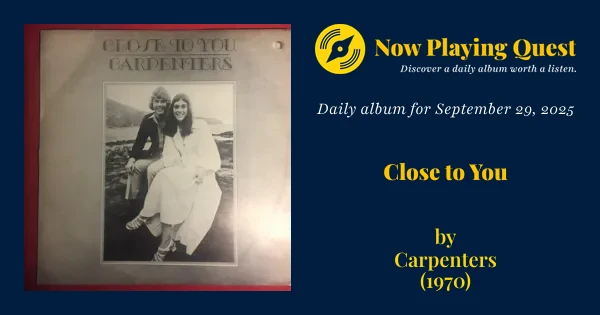 CLOSE TO YOU
CARPENTERS
Now Playing Quest
Discover a daily album worth a listen.
Daily album for September 29, 2025
Close to You
by
Carpenters
(1970)